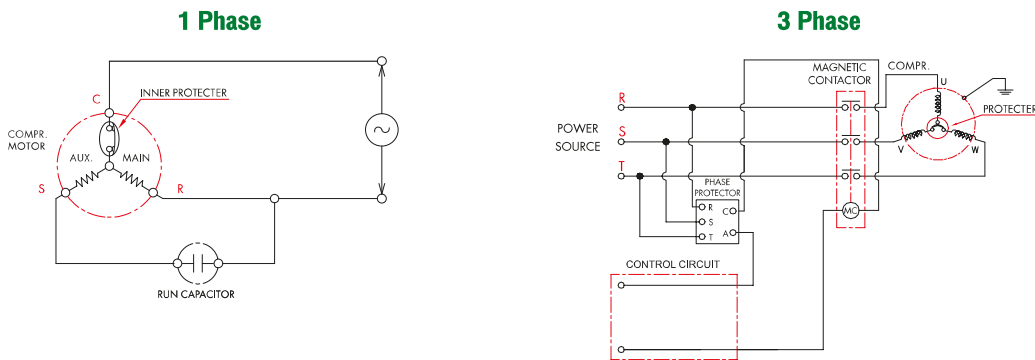 1 Phase
C
INNER PROTECTER
COMPR.
MOTOR
AUX.
MAIN
S
R
RUN CAPACITOR
3 Phase
MAGNETIC
CONTACTOR
COMPR.
U
R
PROTECTER
POWER
SOURCE
S
V
W
T
PHASE
PROTECTOR
R
C
MC
S
A
T
CONTROL CIRCUIT